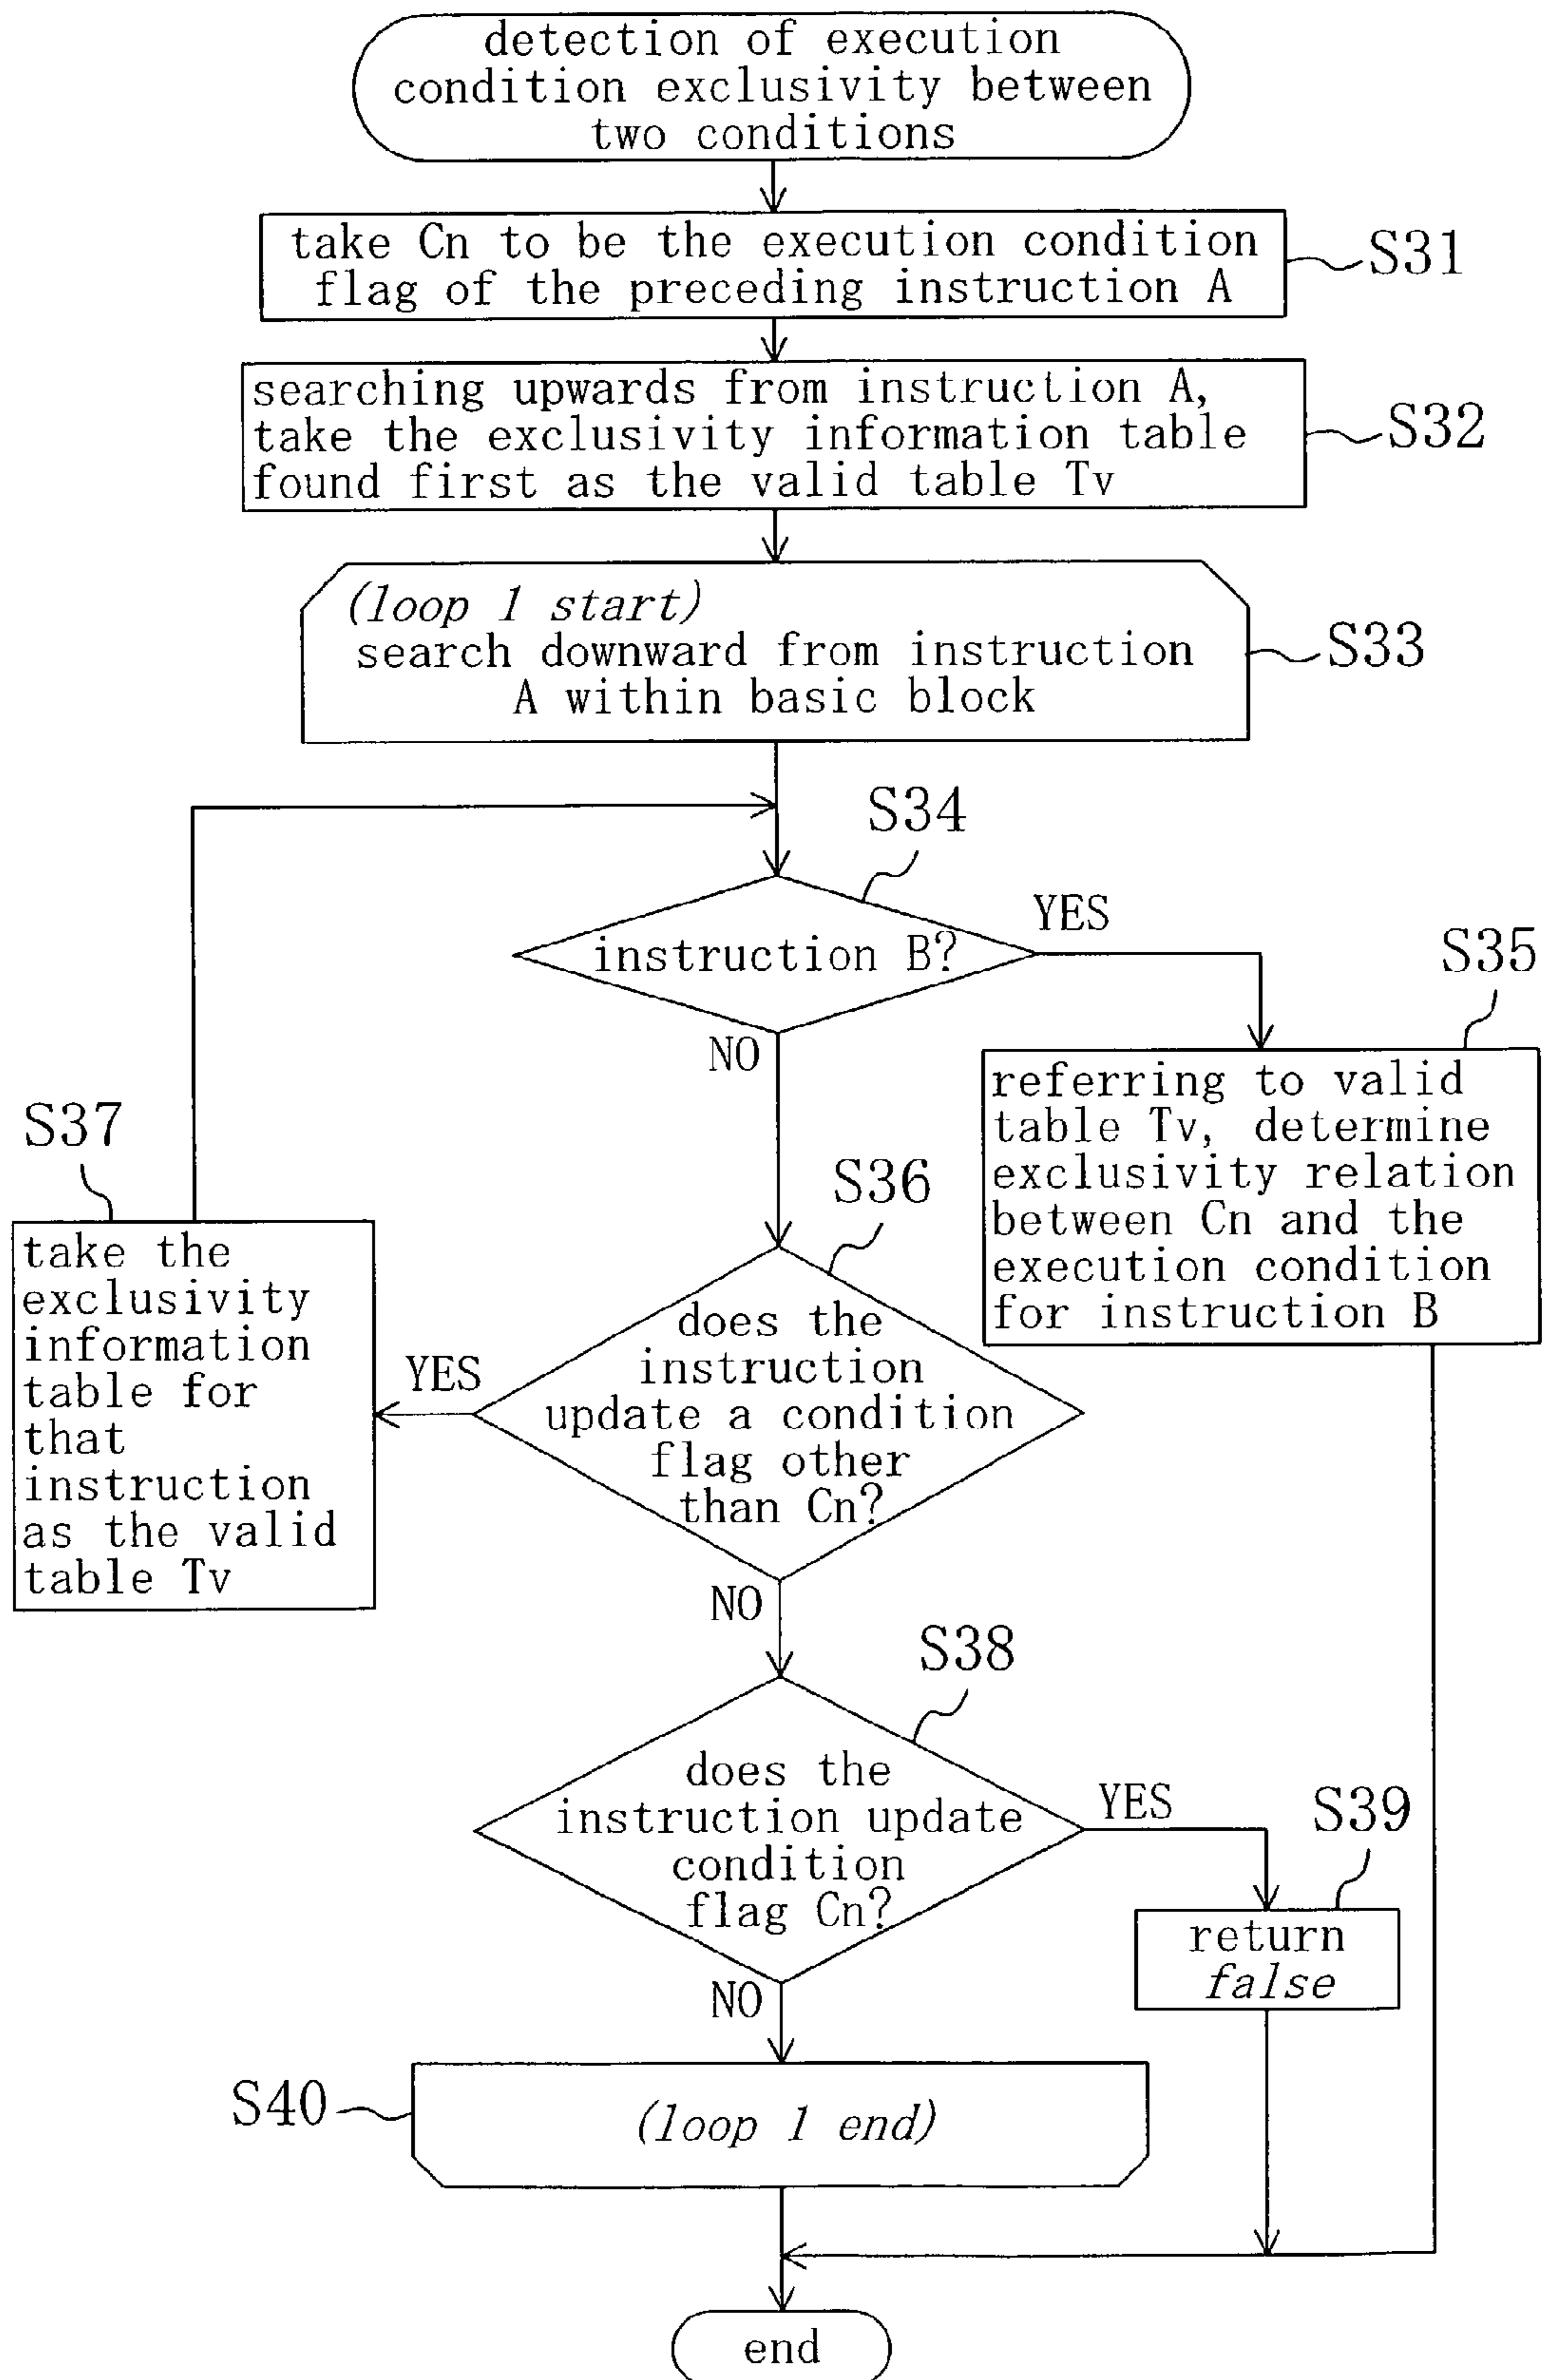 detection of execution
condition exclusivity between
two conditions
take Cn to be the execution condition
flag of the preceding instruction A
S31
searching upwards from instruction A,
take the exclusivity information table
found first as the valid table Tv
S32
(loop 1 start)
search downward from instruction
A within basic block
S33
S34
instruction B?
YES
NO
S35
referring to valid
table Tv, determine
exclusivity relation
between Cn and the
execution condition
for instruction B
S36
does the
instruction
update a condition
flag other
than Cn?
YES
NO
S37
take the
exclusivity
information
table for
that
instruction
as the valid
table Tv
S38
does the
instruction update
condition
flag Cn?
YES
NO
S39
return
false
S40
(loop 1 end)
end